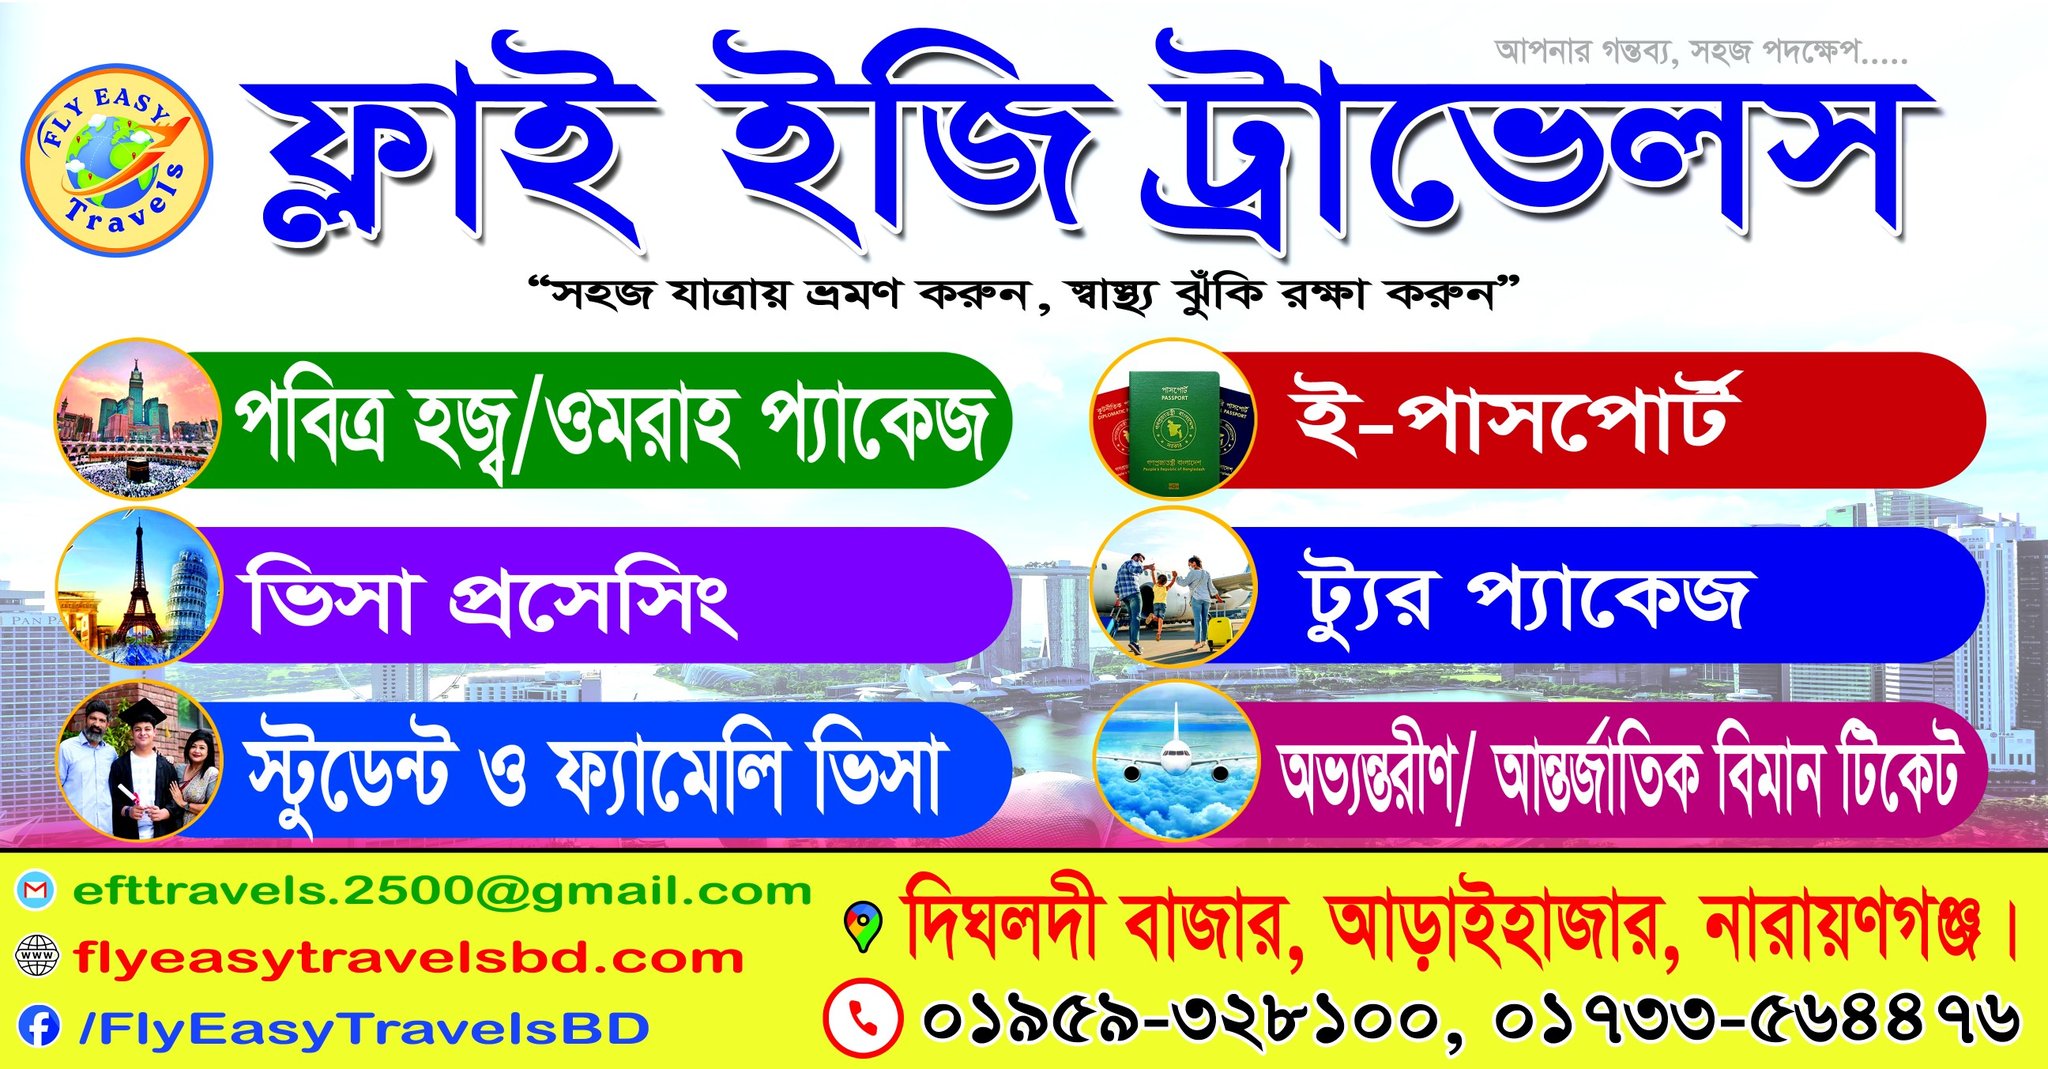 আপনার গন্তব্য, সহজ পদক্ষেপ.....
FLY EASY
Travels
ফ্লাই ইজি ট্রাভেলস
“সহজ যাত্রায় ভ্রমণ করুন, স্বাস্থ্য ঝুঁকি রক্ষা করুন”
পবিত্র হজ্ব/ওমরাহ প্যাকেজ
পাসপোর্ট
PASSPORT
ই-পাসপোর্ট
ভিসা প্রসেসিং
ট্যুর প্যাকেজ
স্টুডেন্ট ও ফ্যামেলি ভিসা
অভ্যন্তরীণ/ আন্তর্জাতিক বিমান টিকেট
efttravels.2500@gmail.com
flyeasytravelsbd.com
/FlyEasyTravelsBD
দিঘলদী বাজার, আড়াইহাজার, নারায়ণগঞ্জ।
০১৯৫৯-৩২৮১০০, ০১৭৩৩-৫৬৪৪৭৬